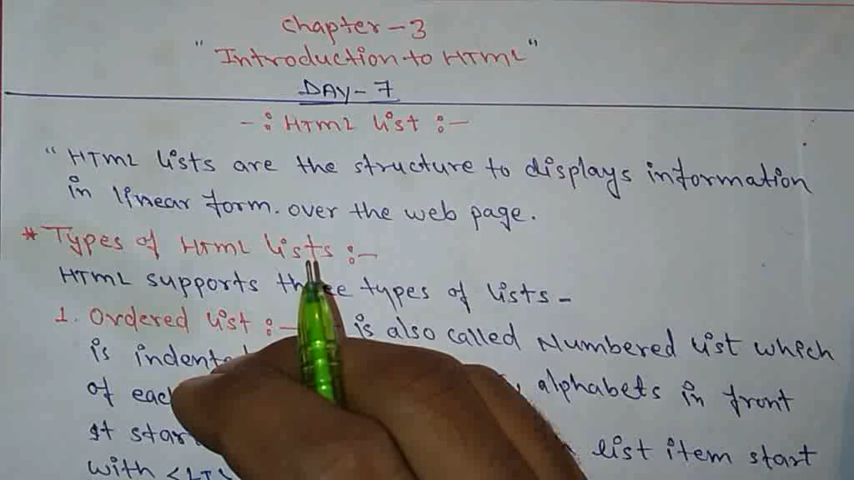 Chapter-3
"Introduction to HTML"
DAY-7
-: HTML List :-
"HTML lists are the structure to displays information
in linear form. over the web page.
* Types of HTML Lists :-
HTML supports three types of lists-
1. Ordered List :- is also called Numbered List which
is indented
of each alphabets in front
It star list item start
with <LI